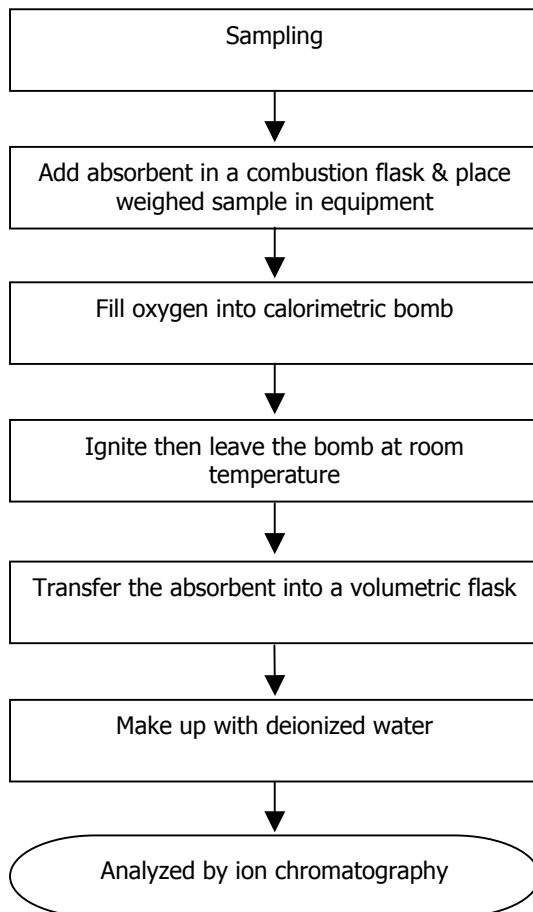 Sampling
Add absorbent in a combustion flask & place
weighed sample in equipment
Fill oxygen into calorimetric bomb
Ignite then leave the bomb at room
temperature
Transfer the absorbent into a volumetric flask
Make up with deionized water
Analyzed by ion chromatography